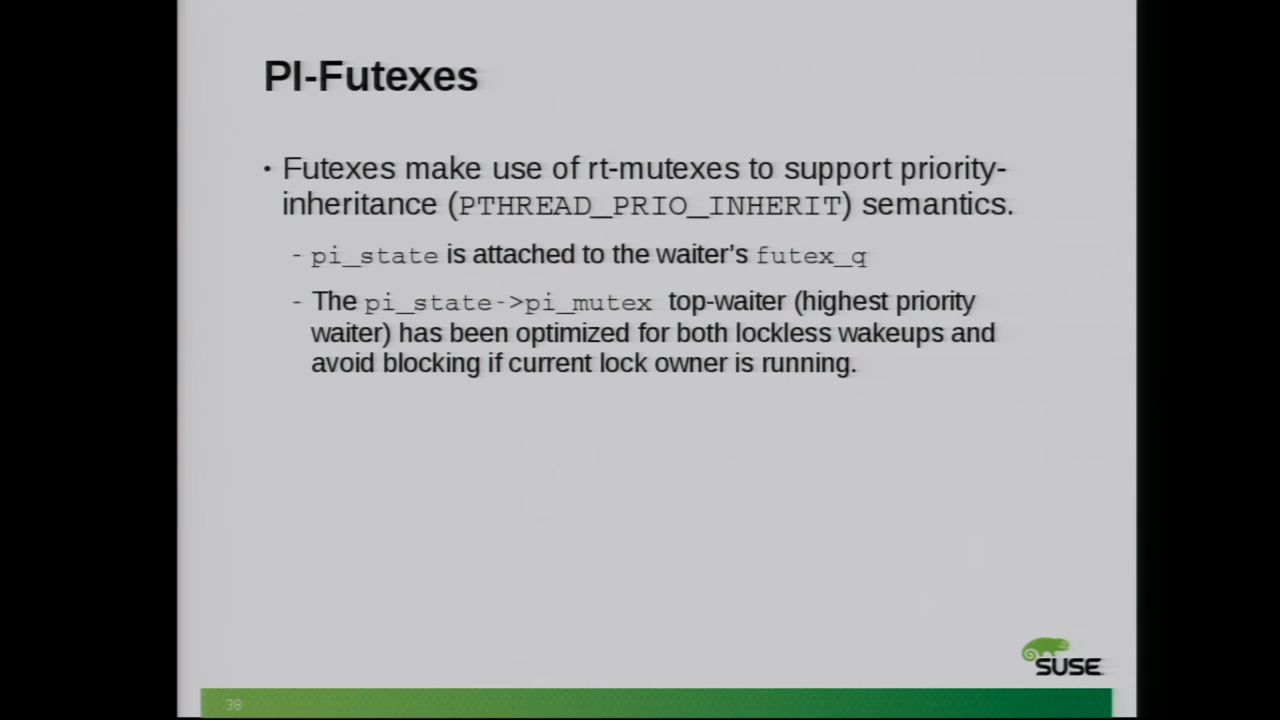 PI-Futexes
• Futexes make use of rt-mutexes to support priority-
inheritance (PTHREAD_PRIO_INHERIT) semantics.
- pi_state is attached to the waiter’s futex_q
- The pi_state->pi_mutex top-waiter (highest priority
waiter) has been optimized for both lockless wakeups and
avoid blocking if current lock owner is running.
SUSE
38